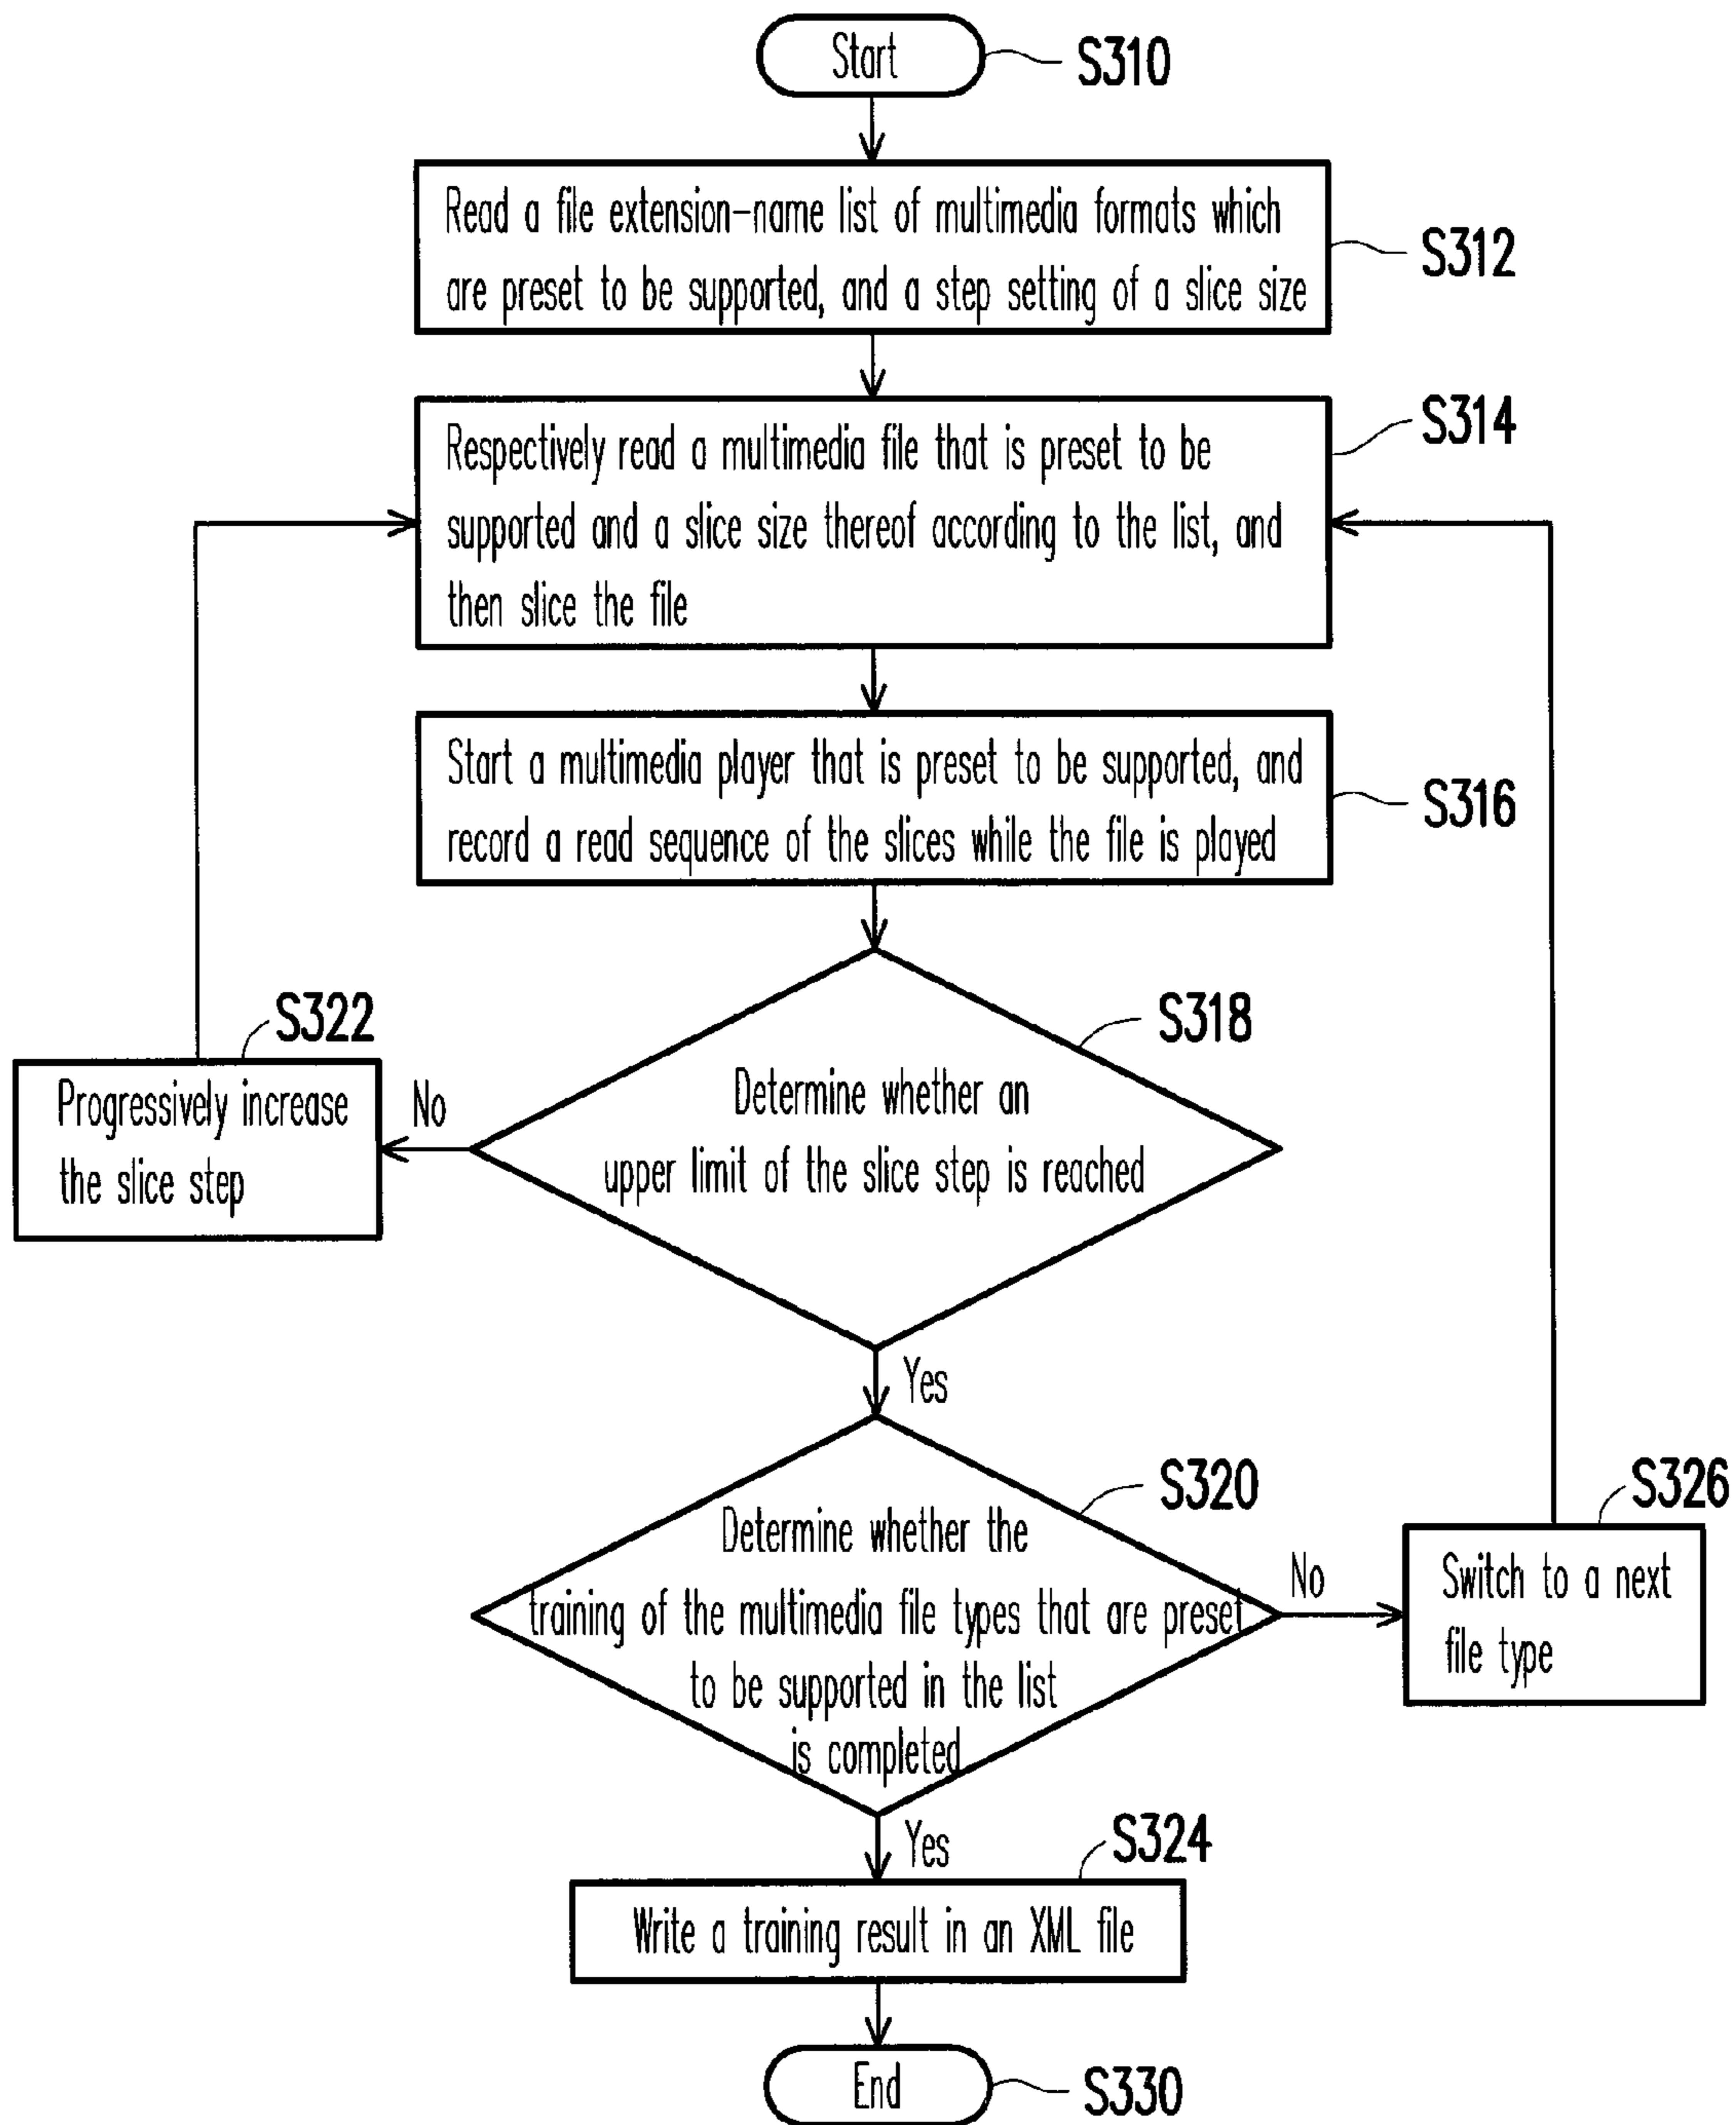 Start
S310
Read a file extension-name list of multimedia formats which
are preset to be supported, and a step setting of a slice size
S312
Respectively read a multimedia file that is preset to be
supported and a slice size thereof according to the list, and
then slice the file
S314
Start a multimedia player that is preset to be supported, and
record a read sequence of the slices while the file is played
S316
Determine whether an
upper limit of the slice step is reached
S318
No
Progressively increase
the slice step
S322
Yes
Determine whether the
training of the multimedia file types that are preset
to be supported in the list
is completed
S320
No
Switch to a next
file type
S326
Yes
Write a training result in an XML file
S324
End
S330